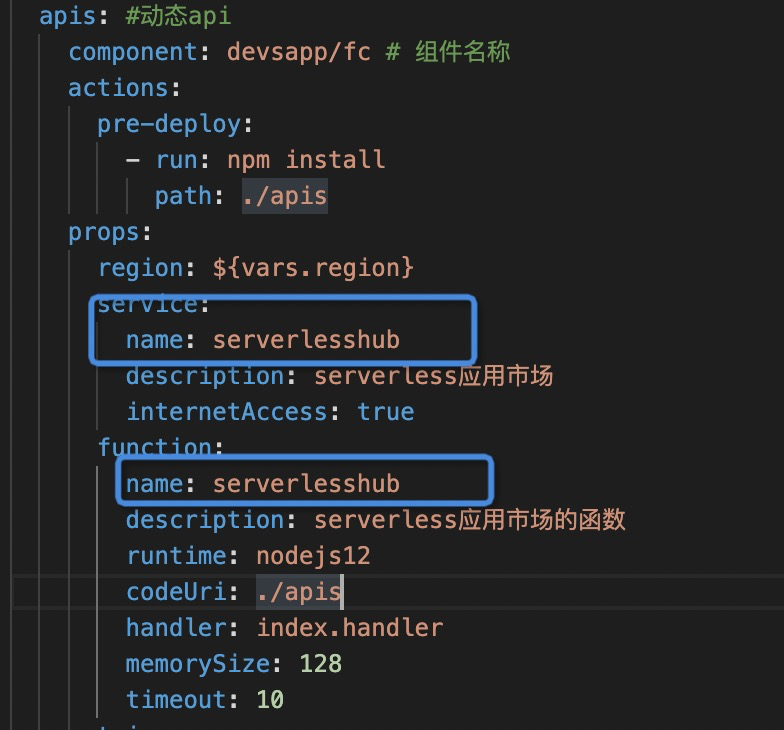 apis: #动态api
component: devsapp/fc # 组件名称
actions:
pre-deploy:
- run: npm install
path: ./apis
props:
region: ${vars.region}
service:
name: serverlesshub
description: serverless应用市场
internetAccess: true
function:
name: serverlesshub
description: serverless应用市场的函数
runtime: nodejs12
codeUri: ./apis
handler: index.handler
memorySize: 128
timeout: 10